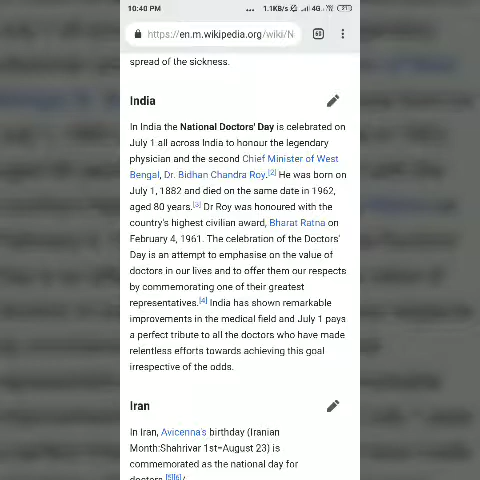 10:40 PM ... 1.1KB/s 4G 21
https://en.m.wikipedia.org/wiki/N 68
spread of the sickness.
India
In India the National Doctors' Day is celebrated on
July 1 all across India to honour the legendary
physician and the second Chief Minister of West
Bengal, Dr. Bidhan Chandra Roy.[2] He was born on
July 1, 1882 and died on the same date in 1962,
aged 80 years.[3] Dr Roy was honoured with the
country's highest civilian award, Bharat Ratna on
February 4, 1961. The celebration of the Doctors'
Day is an attempt to emphasise on the value of
doctors in our lives and to offer them our respects
by commemorating one of their greatest
representatives.[4] India has shown remarkable
improvements in the medical field and July 1 pays
a perfect tribute to all the doctors who have made
relentless efforts towards achieving this goal
irrespective of the odds.
Iran
In Iran, Avicenna's birthday (Iranian
Month:Shahrivar 1st=August 23) is
commemorated as the national day for
doctors.[5][6]